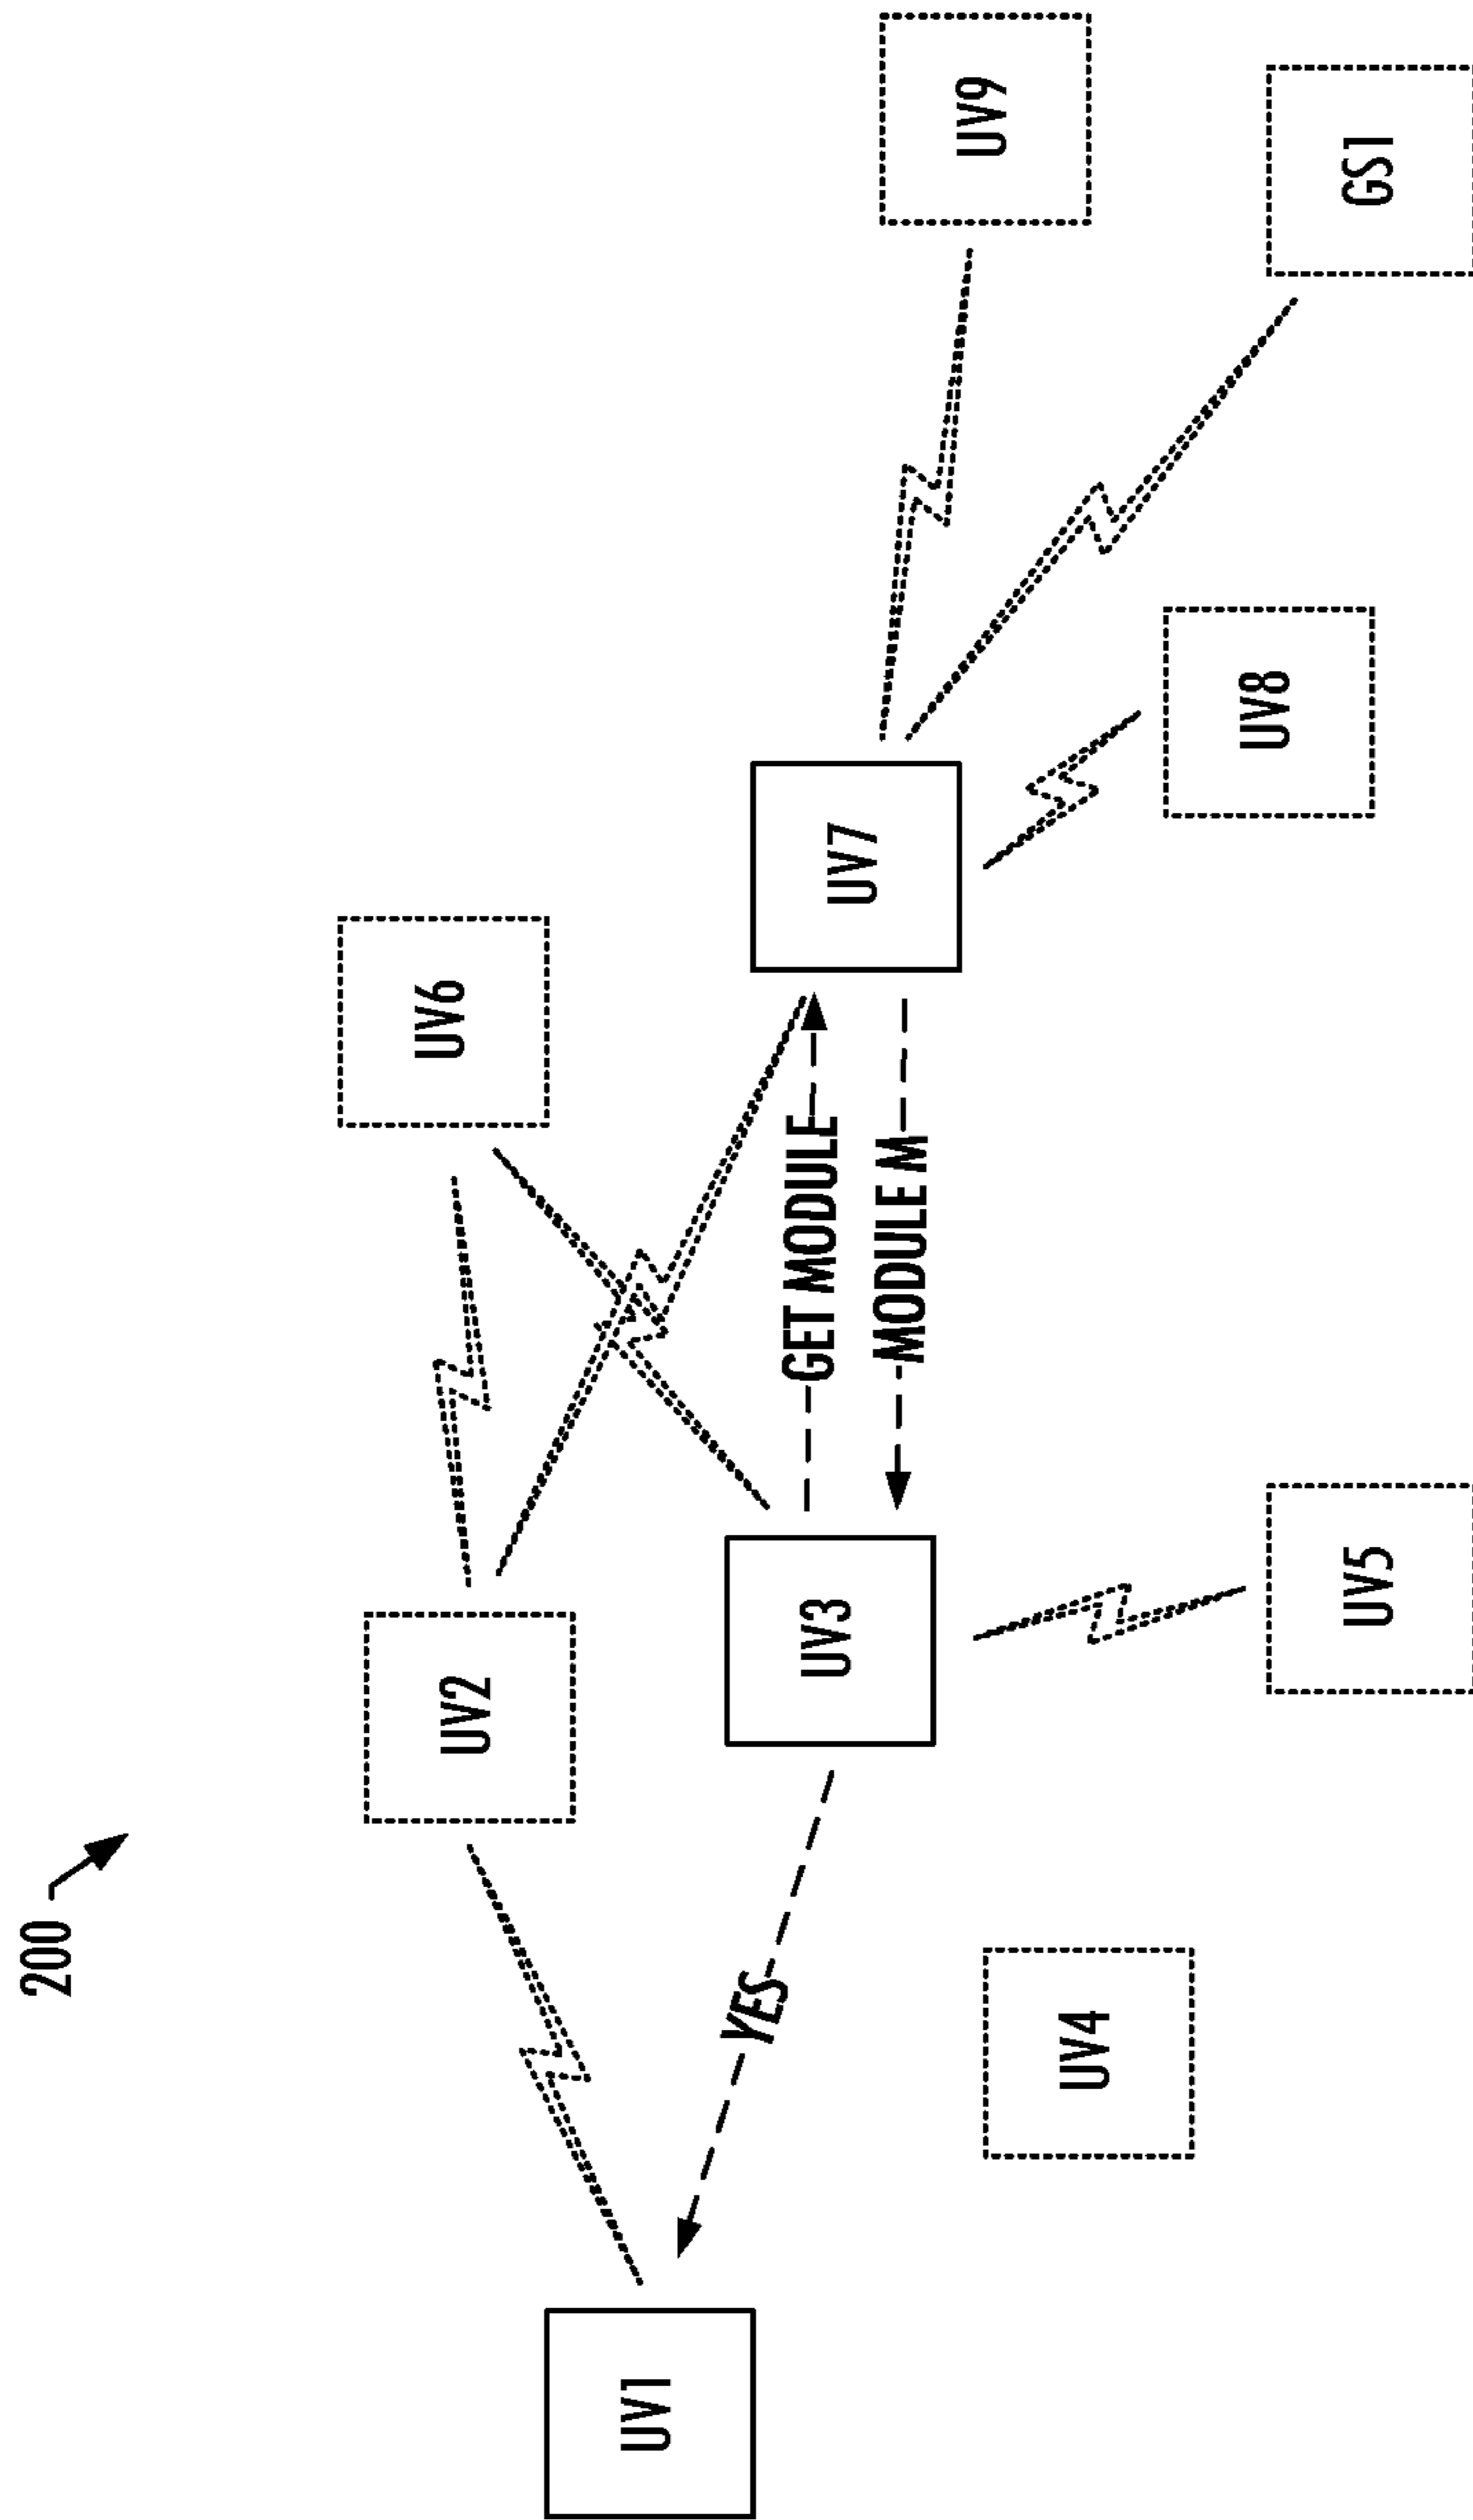 200
UV6
UV2
UV1
UV9
UV7
GET MODULE
MODULE M
UV3
YES
UV8
UV4
GS1
UV5